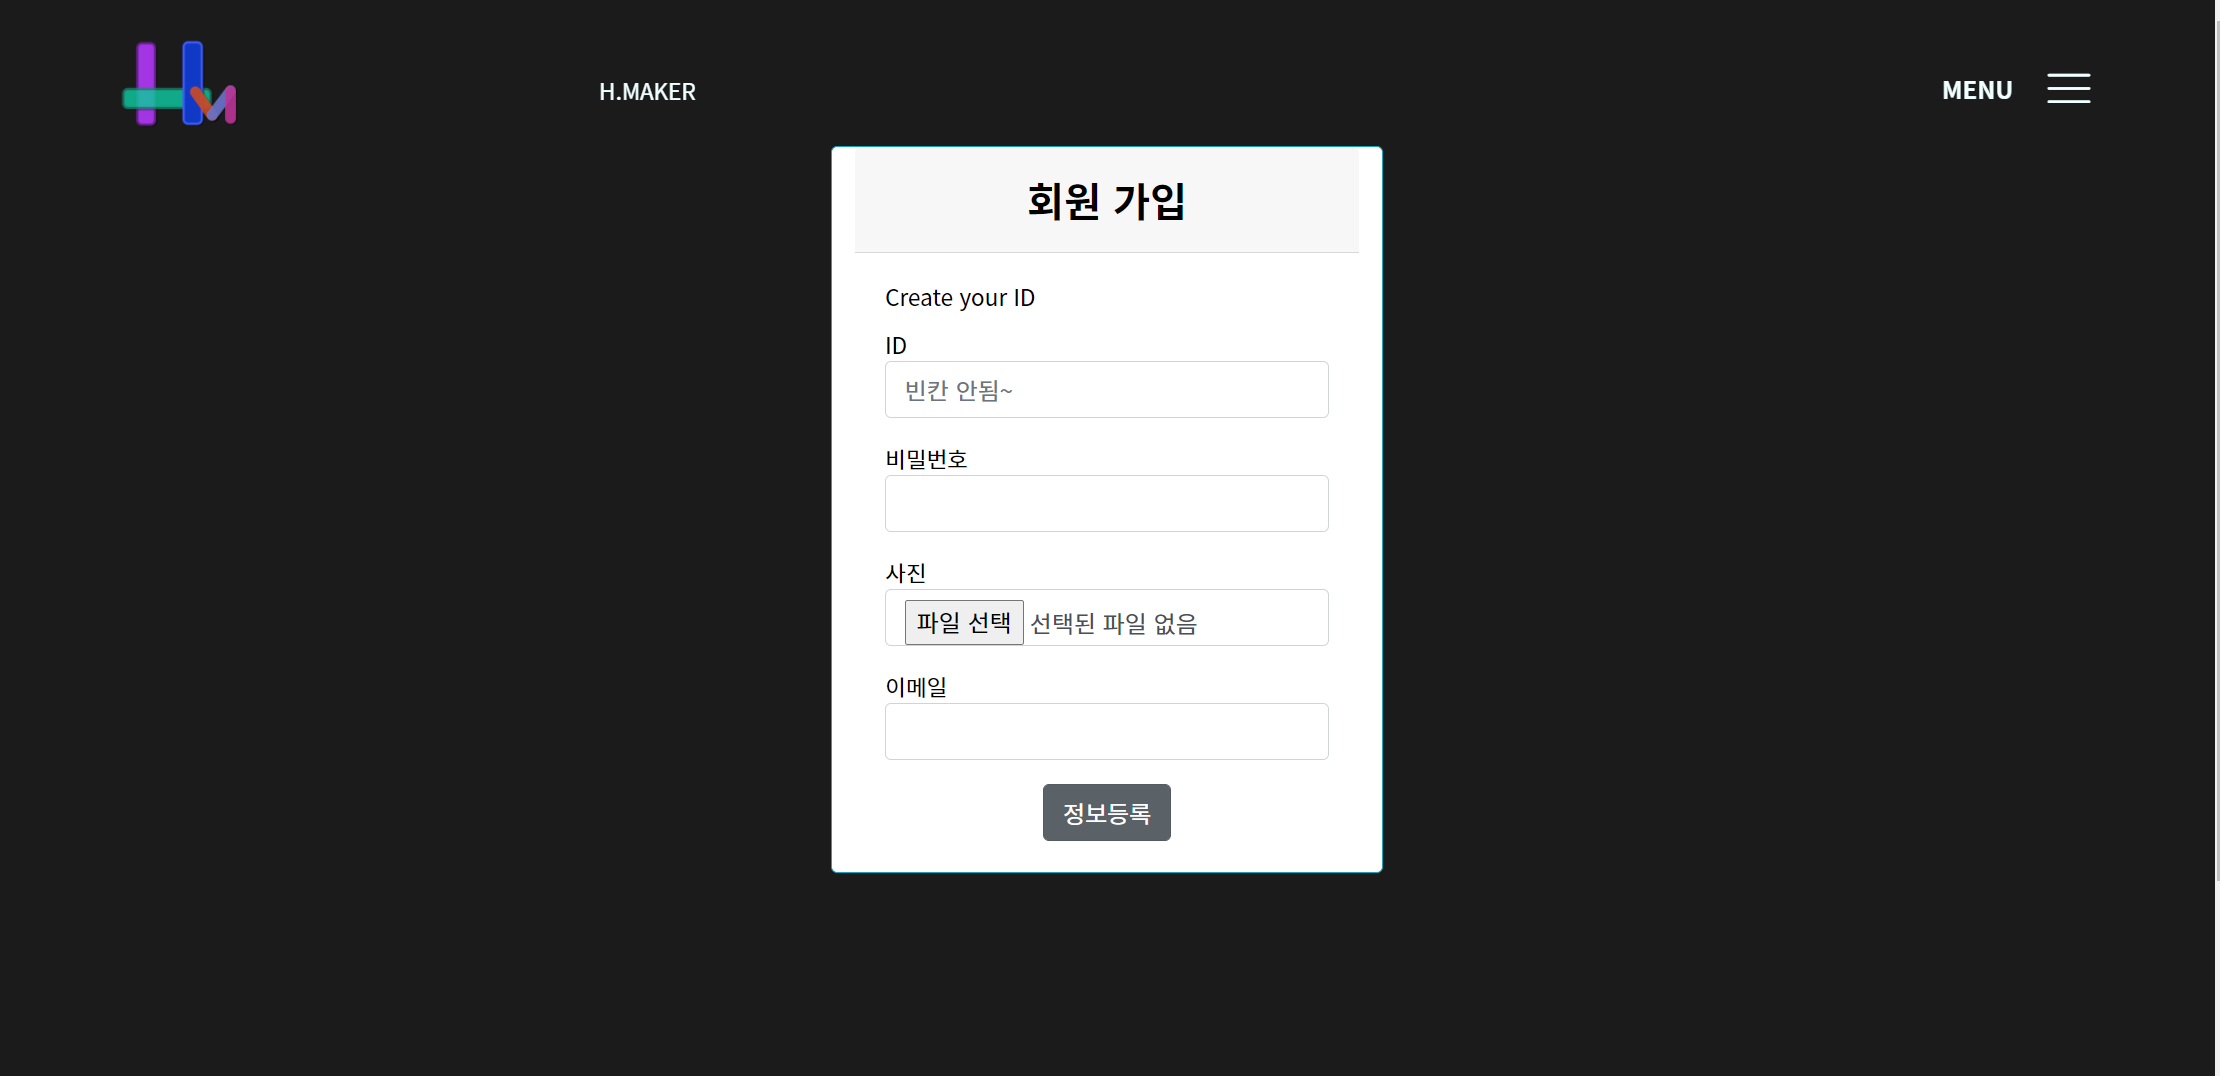 HM
H.MAKER
MENU
회원 가입
Create your ID
ID
빈칸 안됨~
비밀번호
사진
파일 선택 선택된 파일 없음
이메일
정보등록